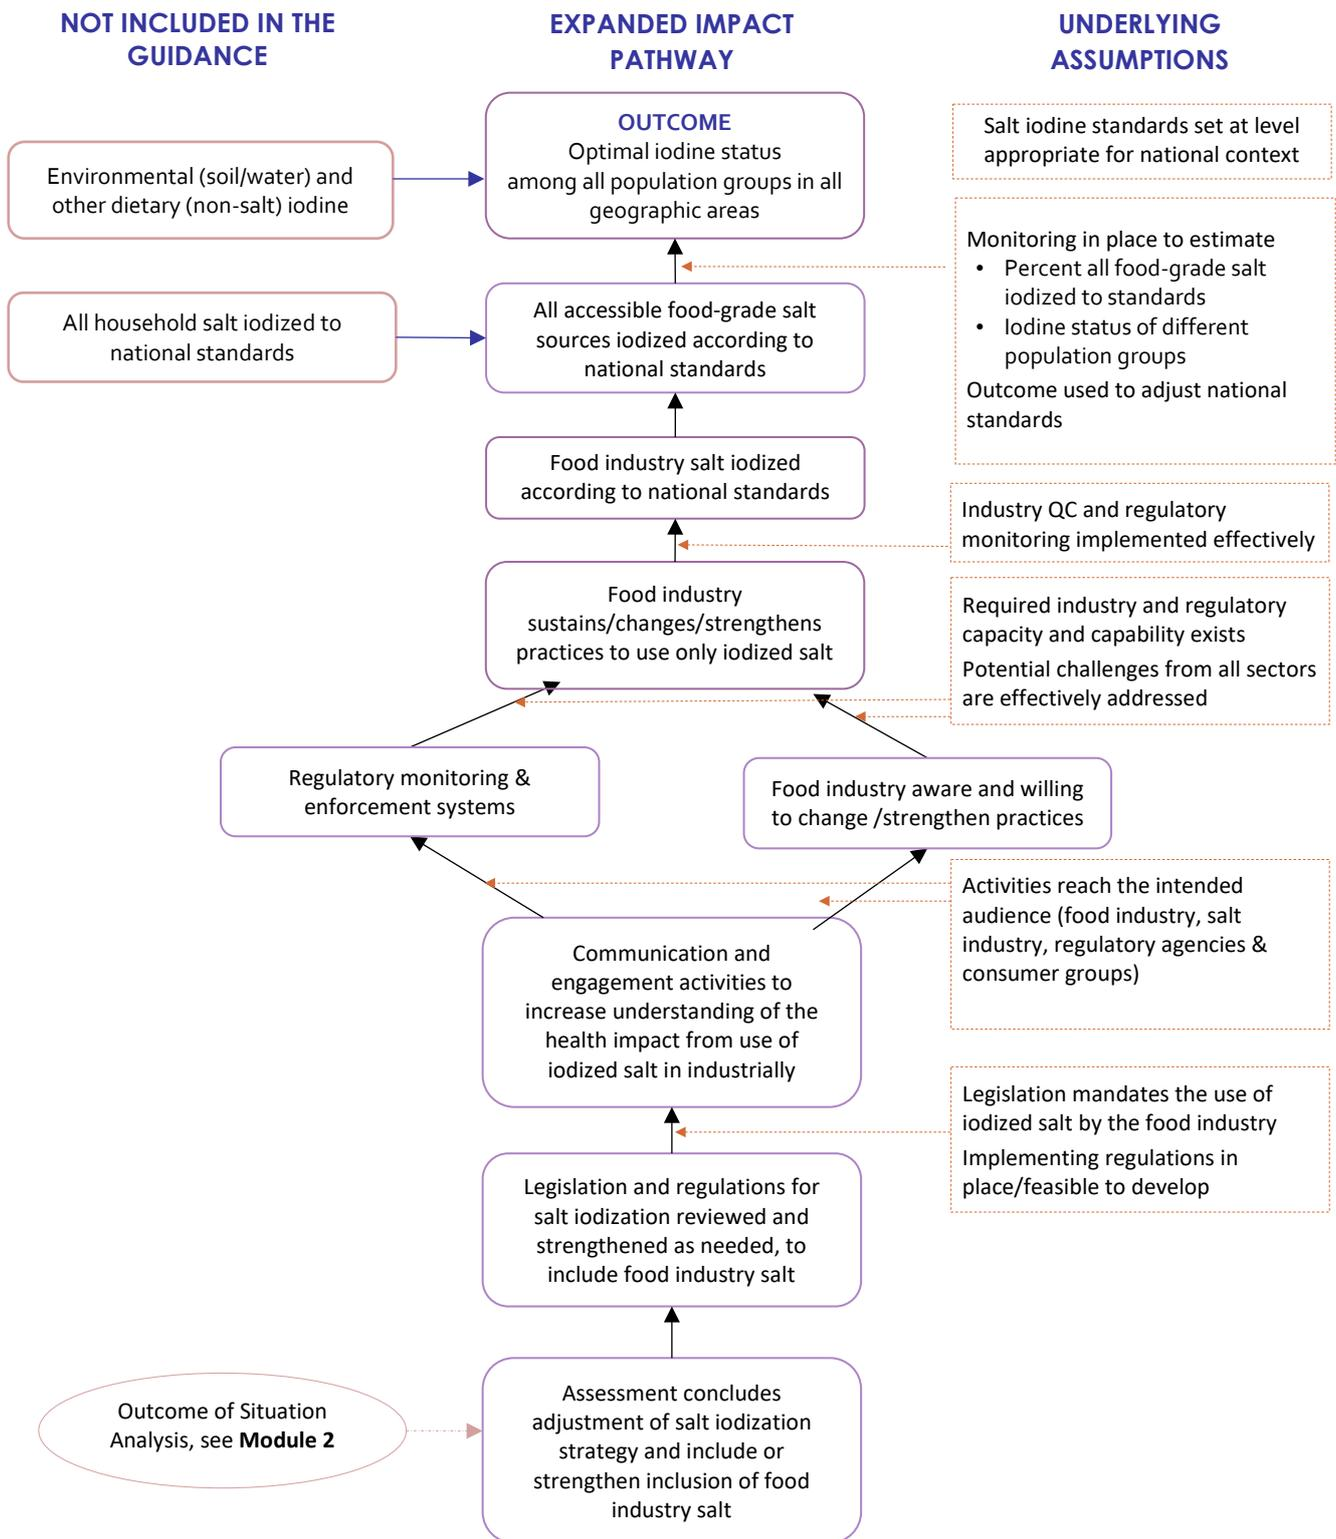 NOT INCLUDED IN THE
GUIDANCE
EXPANDED IMPACT
PATHWAY
UNDERLYING
ASSUMPTIONS
OUTCOME
Optimal iodine status
among all population groups in all
geographic areas
Environmental (soil/water) and
other dietary (non-salt) iodine
Salt iodine standards set at level
appropriate for national context
Monitoring in place to estimate
• Percent all food-grade salt
iodized to standards
• Iodine status of different
population groups
Outcome used to adjust national
standards
All household salt iodized to
national standards
All accessible food-grade salt
sources iodized according to
national standards
Food industry salt iodized
according to national standards
Industry QC and regulatory
monitoring implemented effectively
Food industry
sustains/changes/strengthens
practices to use only iodized salt
Required industry and regulatory
capacity and capability exists
Potential challenges from all sectors
are effectively addressed
Regulatory monitoring &
enforcement systems
Food industry aware and willing
to change /strengthen practices
Activities reach the intended
audience (food industry, salt
industry, regulatory agencies &
consumer groups)
Communication and
engagement activities to
increase understanding of the
health impact from use of
iodized salt in industrially
Legislation mandates the use of
iodized salt by the food industry
Implementing regulations in
place/feasible to develop
Legislation and regulations for
salt iodization reviewed and
strengthened as needed, to
include food industry salt
Outcome of Situation
Analysis, see Module 2
Assessment concludes
adjustment of salt iodization
strategy and include or
strengthen inclusion of food
industry salt